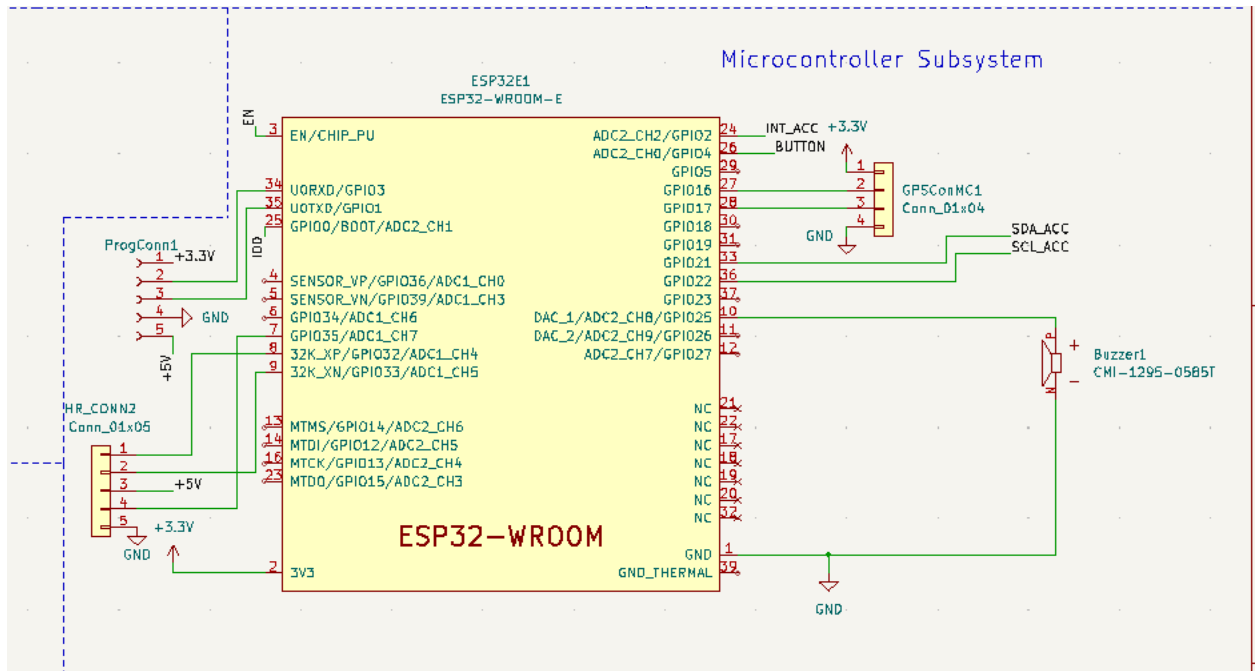 Microcontroller Subsystem
ESP32E1
ESP32-WROOM-E
EN
3
EN/CHIP_PU
34
U0RXD/GPIO3
35
U0TXD/GPIO1
25
GPIO0/BOOT/ADC2_CH1
IO0
4
SENSOR_VP/GPIO36/ADC1_CH0
5
SENSOR_VN/GPIO39/ADC1_CH3
6
GPIO34/ADC1_CH6
7
GPIO35/ADC1_CH7
8
32K_XP/GPIO32/ADC1_CH4
9
32K_XN/GPIO33/ADC1_CH5
13
MTMS/GPIO14/ADC2_CH6
14
MTDI/GPIO12/ADC2_CH5
16
MTCK/GPIO13/ADC2_CH4
23
MTDO/GPIO15/ADC2_CH3
2
3V3
ESP32-WROOM
ADC2_CH2/GPIO2
24
INT_ACC
ADC2_CH0/GPIO4
26
BUTTON
GPIO5
29
GPIO16
27
GPIO17
28
GPIO18
30
GPIO19
31
GPIO21
33
SDA_ACC
GPIO22
36
SCL_ACC
GPIO23
37
DAC_1/ADC2_CH8/GPIO25
10
DAC_2/ADC2_CH9/GPIO26
11
ADC2_CH7/GPIO27
12
NC
21
NC
22
NC
17
NC
18
NC
19
NC
20
NC
32
GND
1
GND_THERMAL
39
GND
+3.3V
1
2
3
4
GND
GPSConMC1
Conn_01x04
P
+
Buzzer1
CMI-1295-0585T
-
N
ProgConn1
1
+3.3V
2
3
4
GND
5
+5V
HR_CONN2
Conn_01x05
1
2
3
+5V
4
5
GND
+3.3V